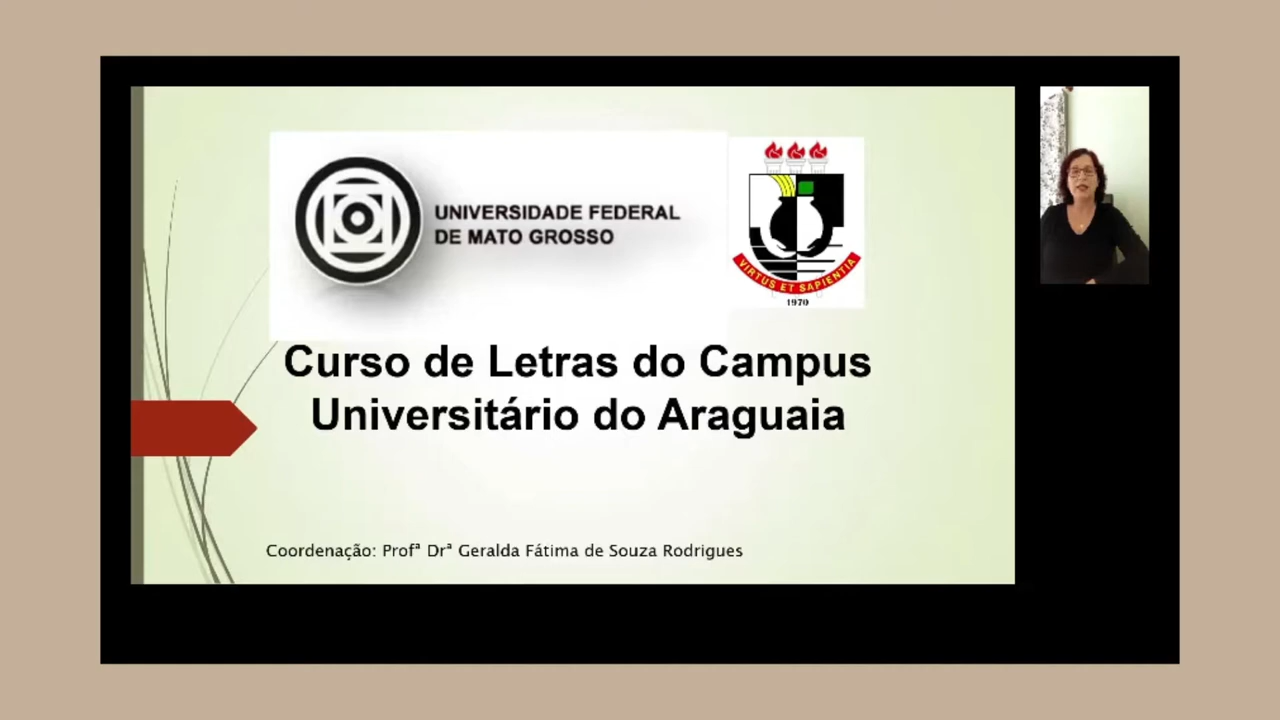 UNIVERSIDADE FEDERAL
DE MATO GROSSO
VIRTUS ET SAPIENTIA
1970
Curso de Letras do Campus
Universitário do Araguaia
Coordenação: Profª Drª Geralda Fátima de Souza Rodrigues